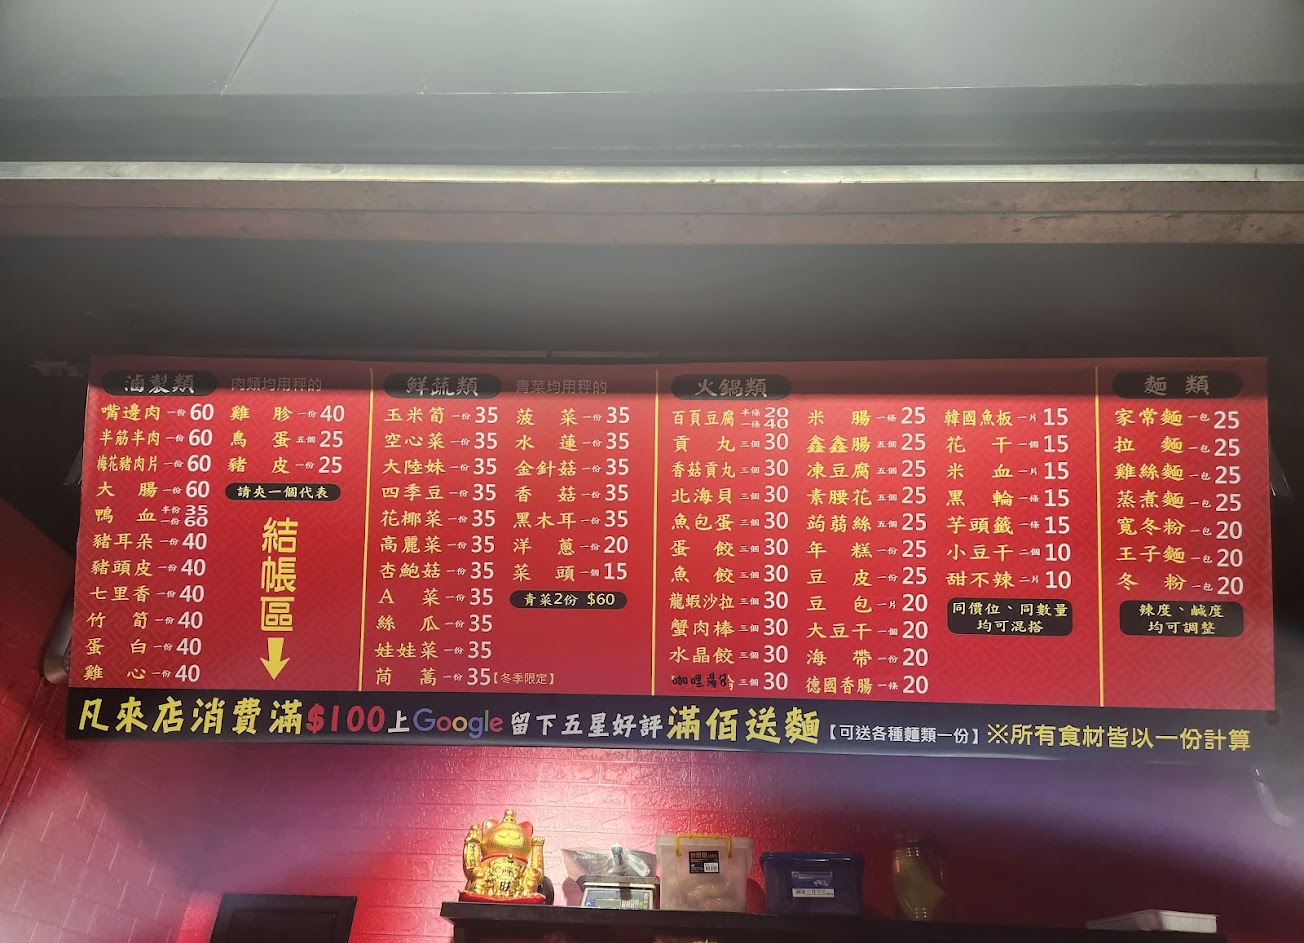 滷製類 肉類均用秤的
嘴邊肉 一份 60
半筋半肉 一份 60
梅花豬肉片 一份 60
大腸 一份 60
鴨血 半份 35 一份 60
豬耳朵 一份 40
豬頭皮 一份 40
七里香 一份 40
竹筍 一份 40
蛋白 一份 40
雞心 一份 40
雞胗 一份 40
鳥蛋 五個 25
豬皮 一份 25
請夾一個代表
結帳區
鮮蔬類 青菜均用秤的
玉米筍 一份 35
空心菜 一份 35
大陸妹 一份 35
四季豆 一份 35
花椰菜 一份 35
高麗菜 一份 35
杏鮑菇 一份 35
A菜 一份 35
絲瓜 一份 35
娃娃菜 一份 35
茼萵 一份 35【冬季限定】
菠菜 一份 35
水蓮 一份 35
金針菇 一份 35
香菇 一份 35
黑木耳 一份 35
洋蔥 一份 20
菜頭 一個 15
青菜2份 $60
火鍋類
百頁豆腐 半條 20 一條 40
貢丸 三個 30
香菇貢丸 三個 30
北海貝 三個 30
魚包蛋 三個 30
蛋餃 三個 30
魚餃 三個 30
龍蝦沙拉 三個 30
蟹肉棒 三個 30
水晶餃 三個 30
三個 30
米腸 一條 25
鑫鑫腸 五個 25
凍豆腐 五個 25
素腰花 五個 25
蒟蒻絲 五個 25
年糕 一份 25
豆皮 一份 25
豆包 一片 20
大豆干 一個 20
海帶 一份 20
德國香腸 一條 20
韓國魚板 一片 15
花干 一個 15
米血 一片 15
黑輪 一條 15
芋頭籤 一條 15
小豆干 二個 10
甜不辣 二片 10
同價位、同數量
均可混搭
麵類
家常麵 一包 25
拉麵 一包 25
雞絲麵 一包 25
蒸煮麵 一包 25
寬冬粉 一包 20
王子麵 一包 20
冬粉 一包 20
辣度、鹹度
均可調整
凡來店消費滿$100上Google留下五星好評滿佰送麵【可送各種麵類一份】※所有食材皆以一份計算